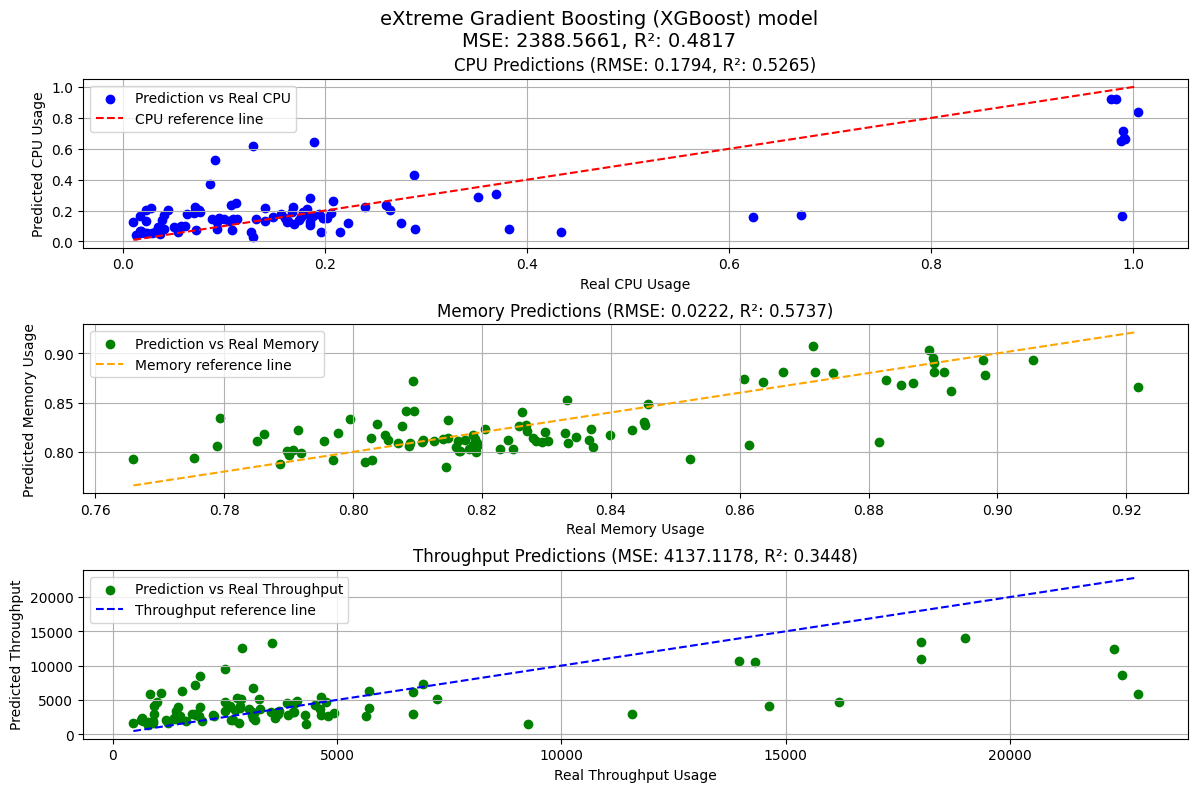 eXtreme Gradient Boosting (XGBoost) model
MSE: 2388.5661, R²: 0.4817
CPU Predictions (RMSE: 0.1794, R²: 0.5265)
Predicted CPU Usage
1.0
0.8
0.6
0.4
0.2
0.0
Prediction vs Real CPU
CPU reference line
0.0 0.2 0.4 0.6 0.8 1.0
Real CPU Usage
Memory Predictions (RMSE: 0.0222, R²: 0.5737)
Predicted Memory Usage
0.90
0.85
0.80
Prediction vs Real Memory
Memory reference line
0.76 0.78 0.80 0.82 0.84 0.86 0.88 0.90 0.92
Real Memory Usage
Throughput Predictions (MSE: 4137.1178, R²: 0.3448)
Predicted Throughput
20000
15000
10000
5000
0
Prediction vs Real Throughput
Throughput reference line
0 5000 10000 15000 20000
Real Throughput Usage